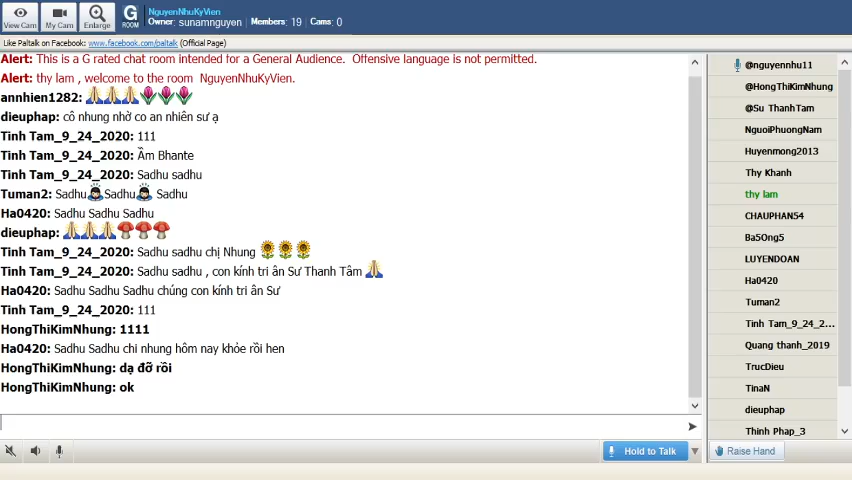 View Cam
My Cam
Enlarge
G
ROOM
NguyenNhuKyVien
Owner: sunamnguyen Members: 19 Cams: 0
Like Paltalk on Facebook: www.facebook.com/paltalk (Official Page)
Alert: This is a G rated chat room intended for a General Audience. Offensive language is not permitted.
Alert: thy lam , welcome to the room NguyenNhuKyVien.
annhien1282:
dieuphap: cô nhung nhờ co an nhiên sư ạ
Tinh Tam_9_24_2020: 111
Tinh Tam_9_24_2020: Ầm Bhante
Tinh Tam_9_24_2020: Sadhu sadhu
Tuman2: Sadhu Sadhu Sadhu
Ha0420: Sadhu Sadhu Sadhu
dieuphap:
Tinh Tam_9_24_2020: Sadhu sadhu chị Nhung
Tinh Tam_9_24_2020: Sadhu sadhu , con kính tri ân Sư Thanh Tâm
Ha0420: Sadhu Sadhu Sadhu chúng con kính tri ân Sư
Tinh Tam_9_24_2020: 111
HongThiKimNhung: 1111
Ha0420: Sadhu Sadhu chi nhung hôm nay khỏe rồi hen
HongThiKimNhung: dạ đỡ rồi
HongThiKimNhung: ok
Hold to Talk
@nguyennhu11
@HongThiKimNhung
@Su ThanhTam
NguoiPhuongNam
Huyenmong2013
Thy Khanh
thy lam
CHAUPHAN54
Ba5Ong5
LUYENDOAN
Ha0420
Tuman2
Tinh Tam_9_24_2...
Quang thanh_2019
TrucDieu
TinaN
dieuphap
Thinh Phap_3
Raise Hand